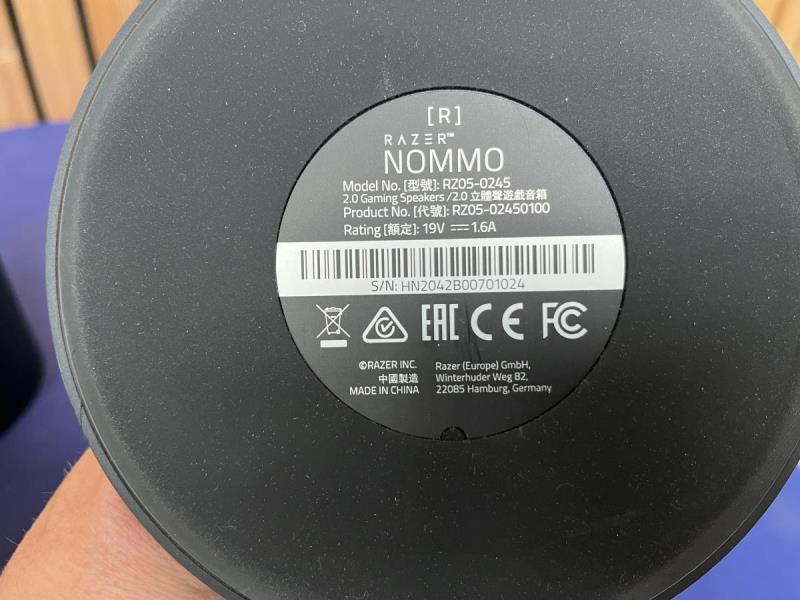 [R]
RAZER™
NOMMO
Model No. [型號]: RZ05-0245
2.0 Gaming Speakers /2.0 立體聲遊戲音箱
Product No. [代號]: RZ05-02450100
Rating [額定]: 19V ⎓ 1.6A
S/N: HN2042B00701024
EAC CE FC
©RAZER INC.
中國製造
MADE IN CHINA
Razer (Europe) GmbH,
Winterhuder Weg 82,
22085 Hamburg, Germany